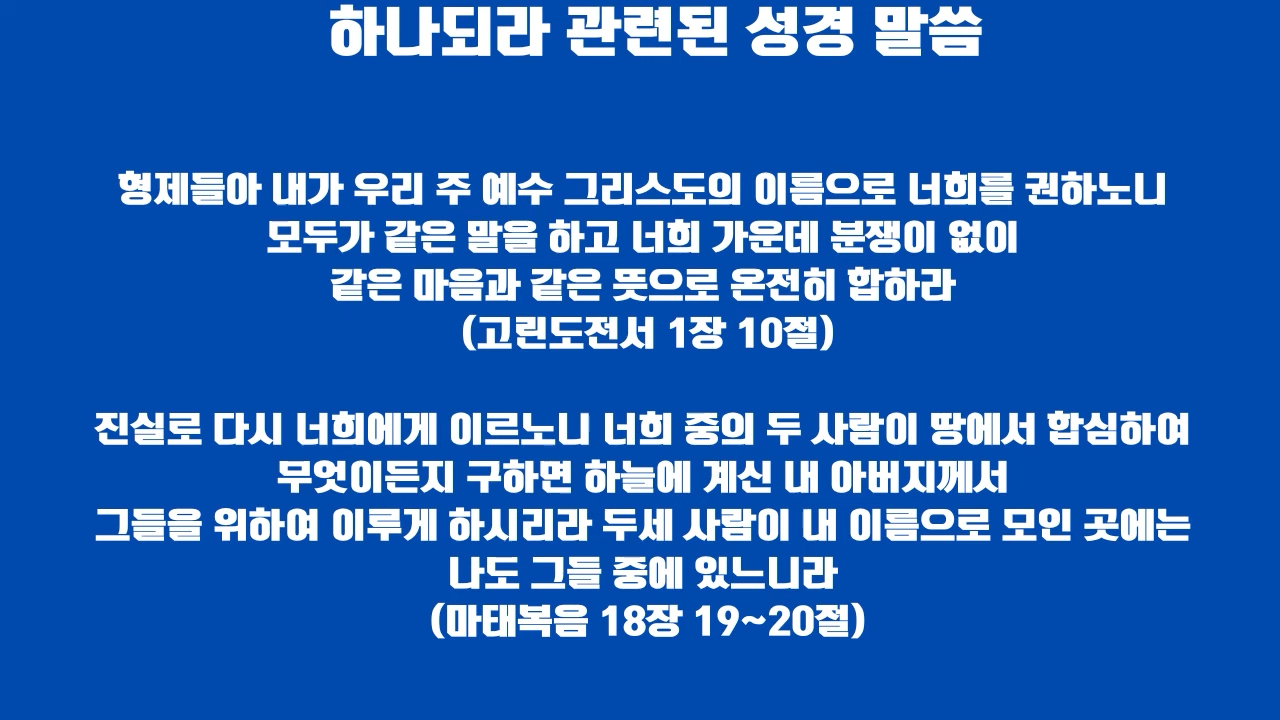 하나되라 관련된 성경 말씀
형제들아 내가 우리 주 예수 그리스도의 이름으로 너희를 권하노니
모두가 같은 말을 하고 너희 가운데 분쟁이 없이
같은 마음과 같은 뜻으로 온전히 합하라
(고린도전서 1장 10절)
진실로 다시 너희에게 이르노니 너희 중의 두 사람이 땅에서 합심하여
무엇이든지 구하면 하늘에 계신 내 아버지께서
그들을 위하여 이루게 하시리라 두세 사람이 내 이름으로 모인 곳에는
나도 그들 중에 있느니라
(마태복음 18장 19~20절)